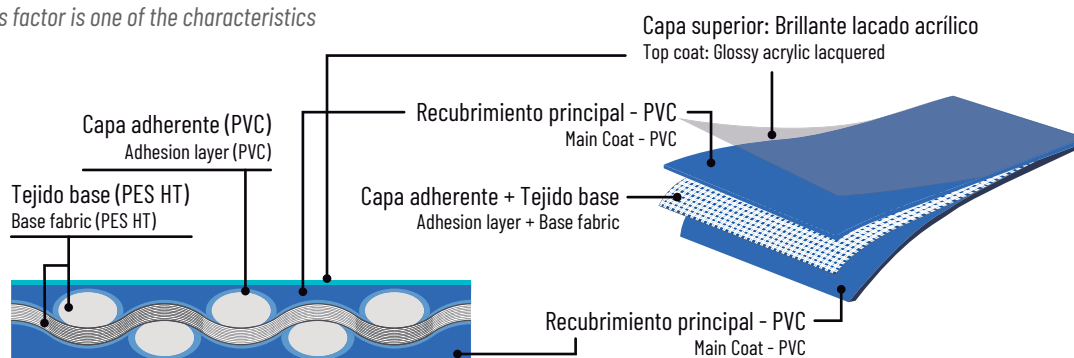 s factor is one of the characteristics
Capa superior: Brillante lacado acrílico
Top coat: Glossy acrylic lacquered
Recubrimiento principal - PVC
Main Coat - PVC
Capa adherente (PVC)
Adhesion layer (PVC)
Tejido base (PES HT)
Base fabric (PES HT)
Capa adherente + Tejido base
Adhesion layer + Base fabric
Recubrimiento principal - PVC
Main Coat - PVC